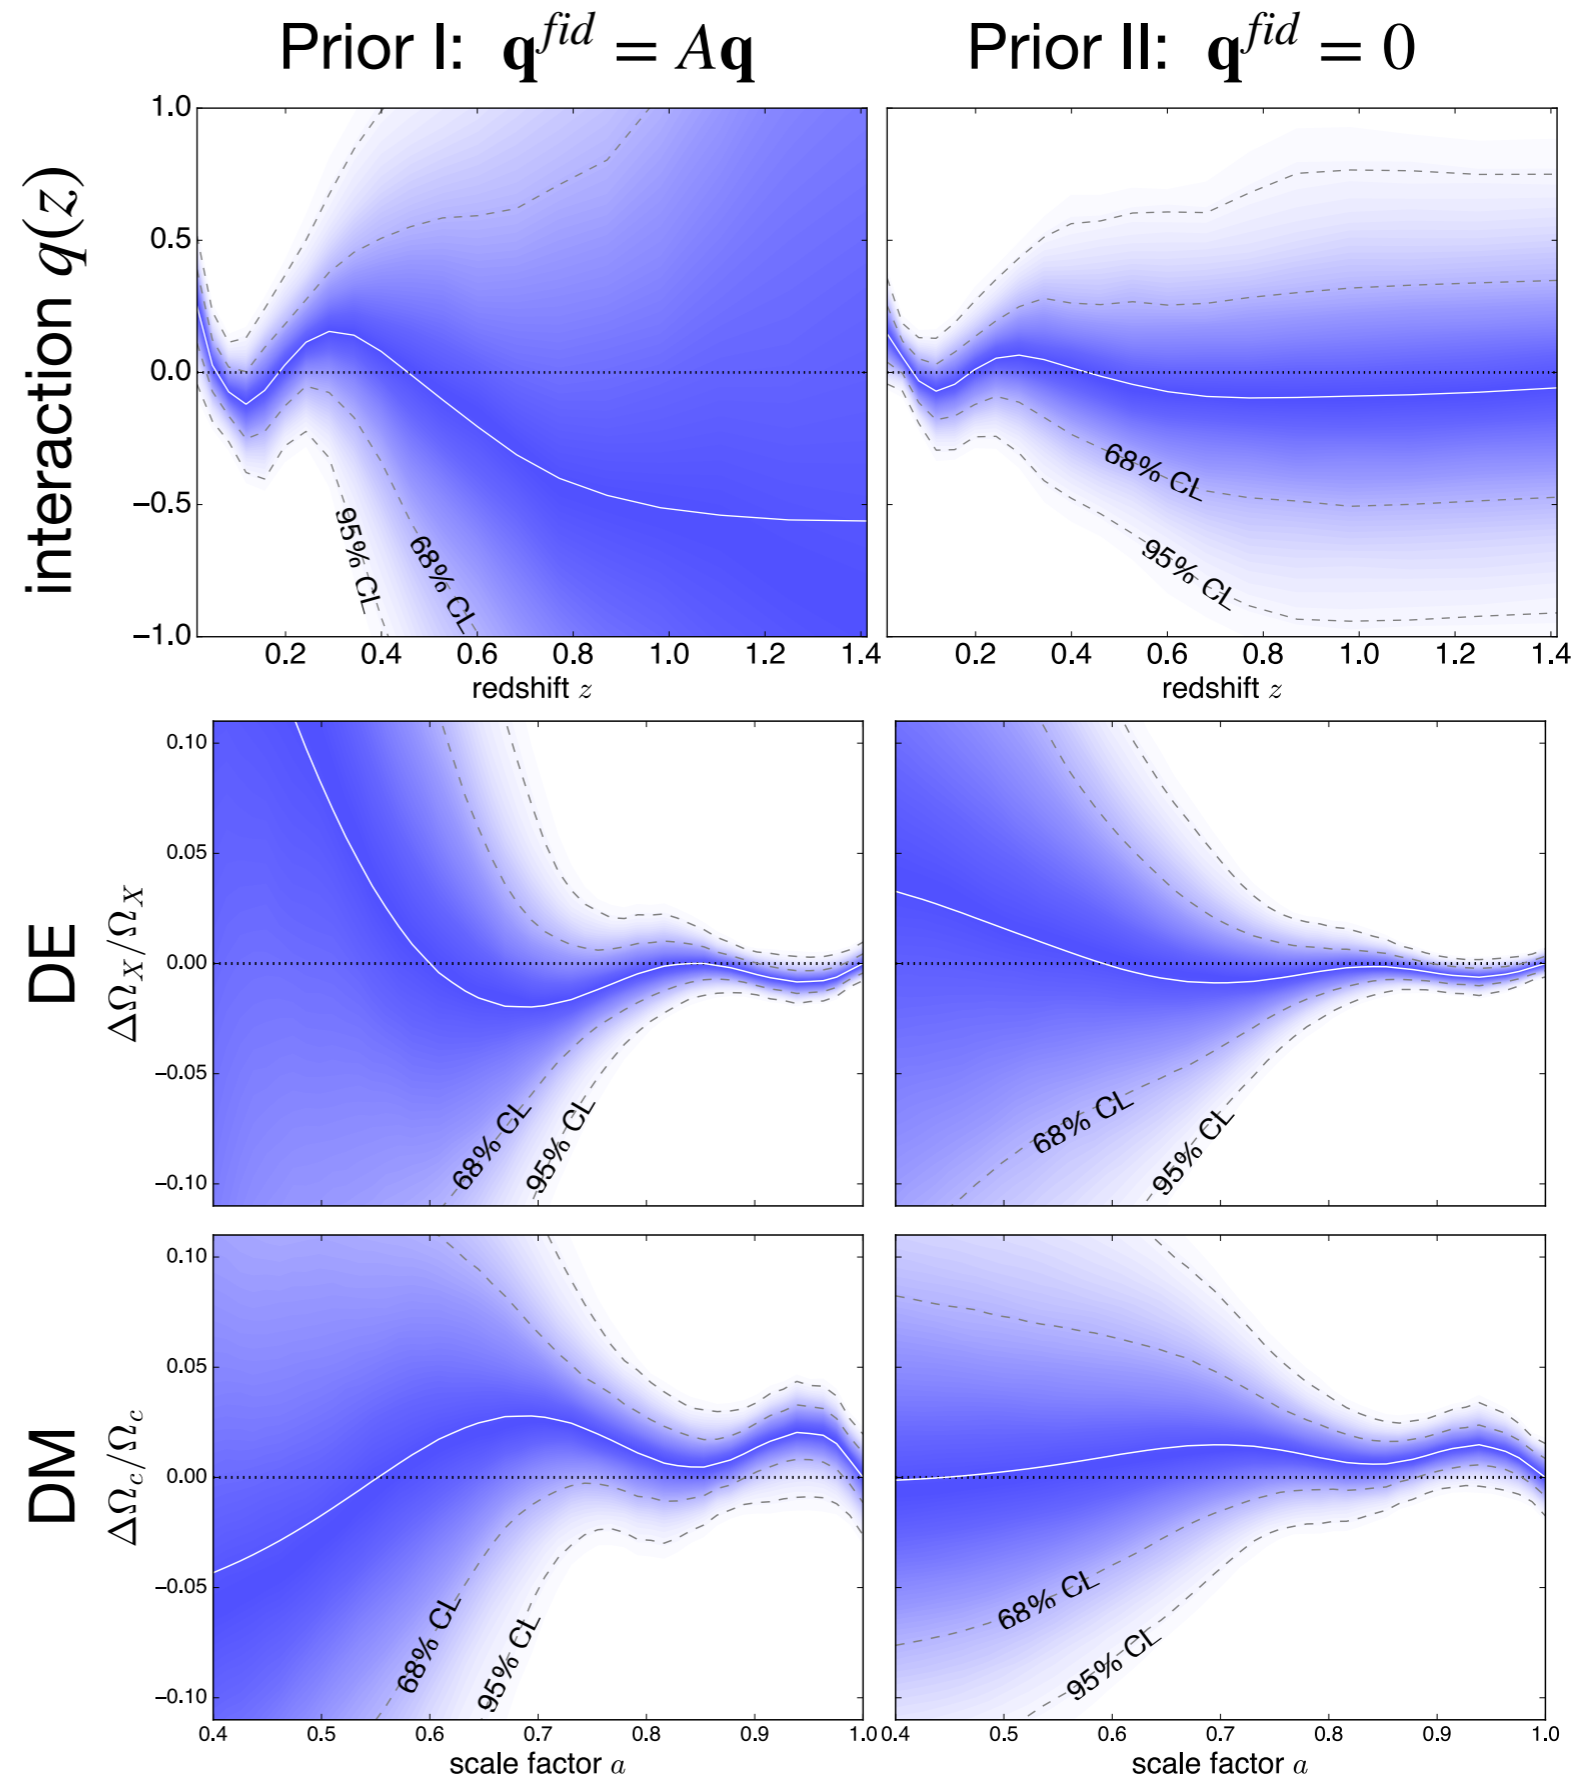 Prior I: q^fid = Aq
Prior II: q^fid = 0
interaction q(z)
1.0
0.5
0.0
−0.5
−1.0
95% CL
68% CL
68% CL
95% CL
0.2 0.4 0.6 0.8 1.0 1.2 1.4
redshift z
0.2 0.4 0.6 0.8 1.0 1.2 1.4
redshift z
DE
ΔΩ_X/Ω_X
0.10
0.05
0.00
−0.05
−0.10
68% CL
95% CL
68% CL
95% CL
DM
ΔΩ_c/Ω_c
0.10
0.05
0.00
−0.05
−0.10
68% CL
95% CL
68% CL
95% CL
0.4 0.5 0.6 0.7 0.8 0.9 1.0
scale factor a
0.4 0.5 0.6 0.7 0.8 0.9 1.0
scale factor a